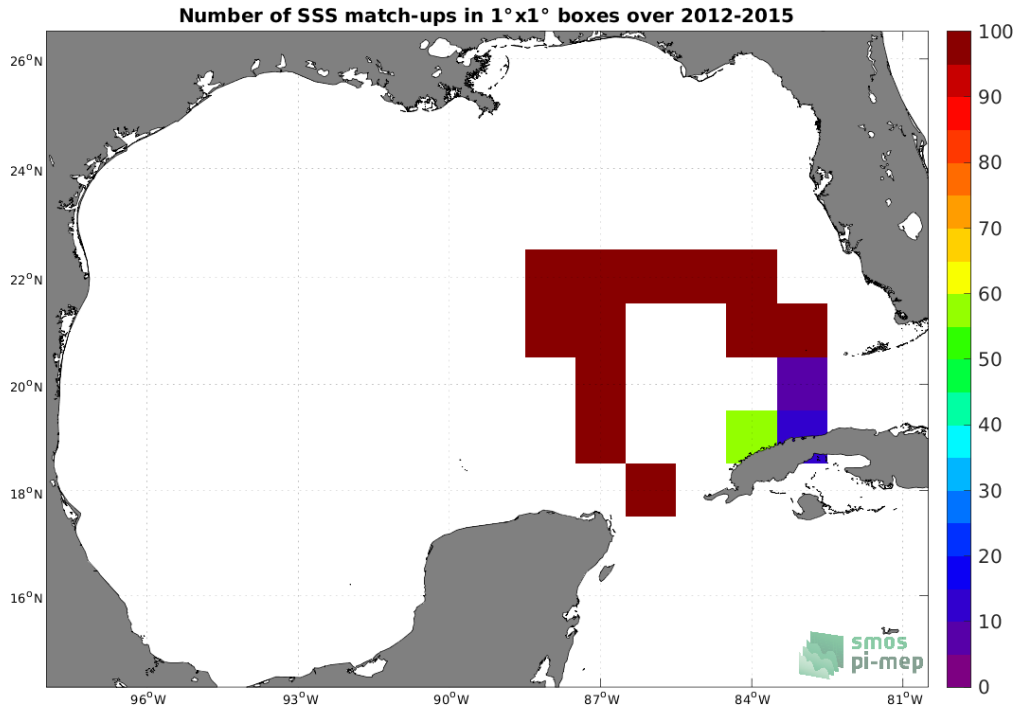 Number of SSS match-ups in 1°x1° boxes over 2012-2015
26°N
24°N
22°N
20°N
18°N
16°N
96°W
93°W
90°W
87°W
84°W
81°W
100
90
80
70
60
50
40
30
20
10
0
smos
pi-mep